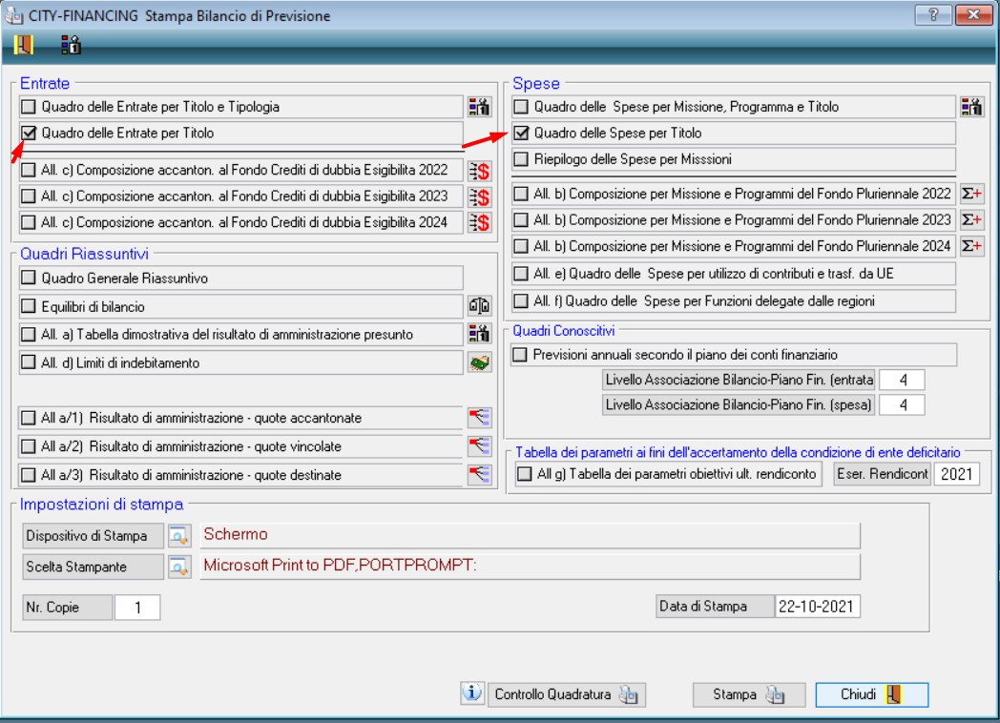 CITY-FINANCING Stampa Bilancio di Previsione
Entrate
Quadro delle Entrate per Titolo e Tipologia
Quadro delle Entrate per Titolo
All. c) Composizione accanton. al Fondo Crediti di dubbia Esigibilita 2022
All. c) Composizione accanton. al Fondo Crediti di dubbia Esigibilita 2023
All. c) Composizione accanton. al Fondo Crediti di dubbia Esigibilita 2024
Quadri Riassuntivi
Quadro Generale Riassuntivo
Equilibri di bilancio
All. a) Tabella dimostrativa del risultato di amministrazione presunto
All. d) Limiti di indebitamento
All a/1) Risultato di amministrazione - quote accantonate
All a/2) Risultato di amministrazione - quote vincolate
All a/3) Risultato di amministrazione - quote destinate
Spese
Quadro delle Spese per Missione, Programma e Titolo
Quadro delle Spese per Titolo
Riepilogo delle Spese per Misssioni
All. b) Composizione per Missione e Programmi del Fondo Pluriennale 2022
All. b) Composizione per Missione e Programmi del Fondo Pluriennale 2023
All. b) Composizione per Missione e Programmi del Fondo Pluriennale 2024
All. e) Quadro delle Spese per utilizzo di contributi e trasf. da UE
All. f) Quadro delle Spese per Funzioni delegate dalle regioni
Quadri Conoscitivi
Previsioni annuali secondo il piano dei conti finanziario
Livello Associazione Bilancio-Piano Fin. (entrata 4
Livello Associazione Bilancio-Piano Fin. (spesa) 4
Tabella dei parametri ai fini dell'accertamento della condizione di ente deficitario
All g) Tabella dei parametri obiettivi ult. rendiconto Eser. Rendicont 2021
Impostazioni di stampa
Dispositivo di Stampa Schermo
Scelta Stampante Microsoft Print to PDF,PORTPROMPT:
Nr. Copie 1 Data di Stampa 22-10-2021
Controllo Quadratura Stampa Chiudi